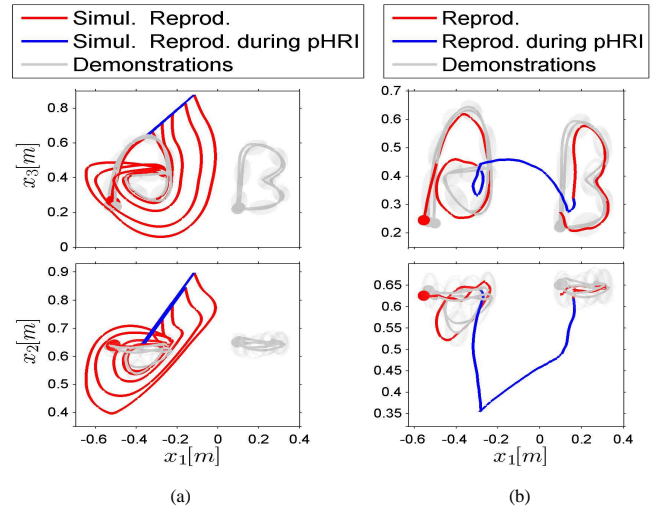 Simul. Reprod.
Simul. Reprod. during pHRI
Demonstrations
Reprod.
Reprod. during pHRI
Demonstrations
0.8
0.6
0.4
0.2
0
x3[m]
0.7
0.6
0.5
0.4
0.3
0.2
0.9
0.8
0.7
0.6
0.5
0.4
x2[m]
-0.6 -0.4 -0.2 0 0.2 0.4
x1[m]
0.65
0.6
0.55
0.5
0.45
0.4
0.35
0.32
-0.6 -0.4 -0.2 0 0.2 0.4
x1[m]
(a)
(b)